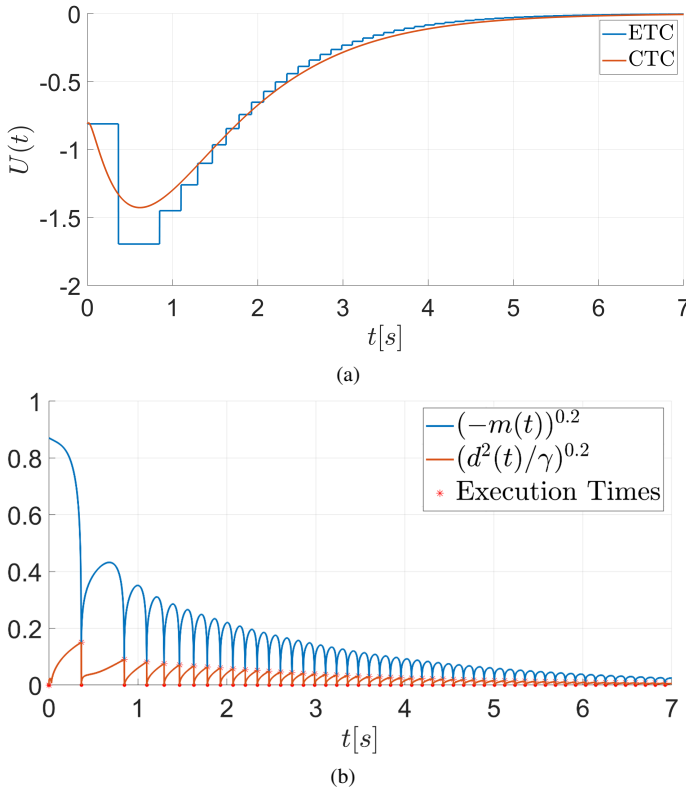 0
-0.5
-1
-1.5
-2
U(t)
ETC
CTC
0 1 2 3 4 5 6 7
t[s]
(a)
1
0.8
0.6
0.4
0.2
0
(−m(t))^0.2
(d²(t)/γ)^0.2
Execution Times
0 1 2 3 4 5 6 7
t[s]
(b)